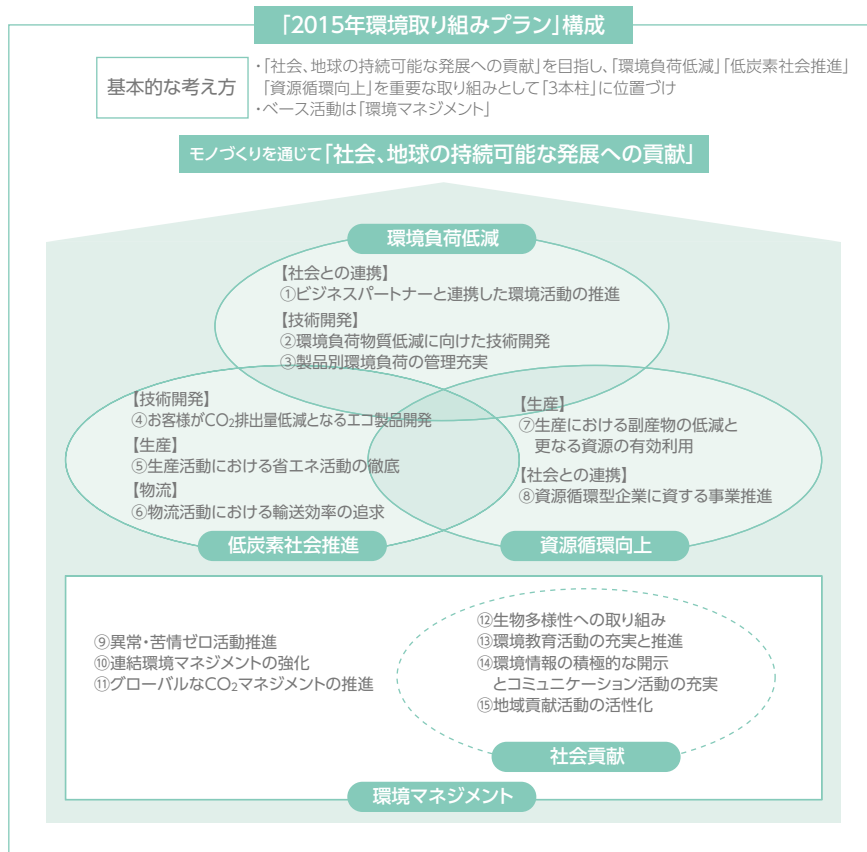 「2015年環境取り組みプラン」構成
基本的な考え方
・「社会、地球の持続可能な発展への貢献」を目指し、「環境負荷低減」「低炭素社会推進」
「資源循環向上」を重要な取り組みとして「3本柱」に位置づけ
・ベース活動は「環境マネジメント」
モノづくりを通じて「社会、地球の持続可能な発展への貢献」
環境負荷低減
【社会との連携】
①ビジネスパートナーと連携した環境活動の推進
【技術開発】
②環境負荷物質低減に向けた技術開発
③製品別環境負荷の管理充実
【技術開発】
④お客様がCO₂排出量低減となるエコ製品開発
【生産】
⑤生産活動における省エネ活動の徹底
【物流】
⑥物流活動における輸送効率の追求
低炭素社会推進
【生産】
⑦生産における副産物の低減と
更なる資源の有効利用
【社会との連携】
⑧資源循環型企業に資する事業推進
資源循環向上
⑨異常・苦情ゼロ活動推進
⑩連結環境マネジメントの強化
⑪グローバルなCO₂マネジメントの推進
⑫生物多様性への取り組み
⑬環境教育活動の充実と推進
⑭環境情報の積極的な開示
とコミュニケーション活動の充実
⑮地域貢献活動の活性化
社会貢献
環境マネジメント